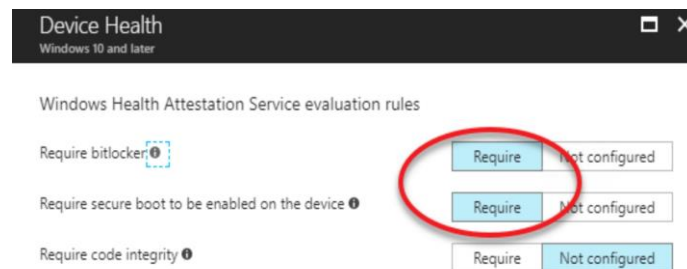 Device Health
Windows 10 and later
Windows Health Attestation Service evaluation rules
Require bitlocker
Require Not configured
Require secure boot to be enabled on the device
Require Not configured
Require code integrity
Require Not configured